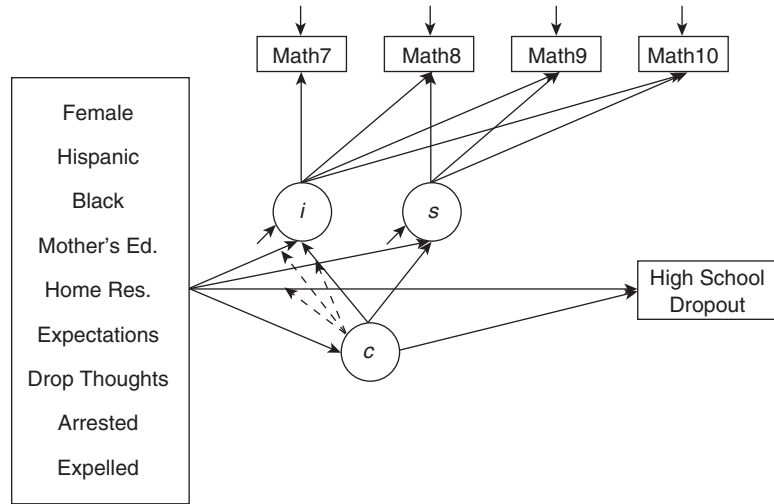 Math7
Math8
Math9
Math10
Female
Hispanic
Black
Mother's Ed.
Home Res.
Expectations
Drop Thoughts
Arrested
Expelled
i
s
c
High School
Dropout